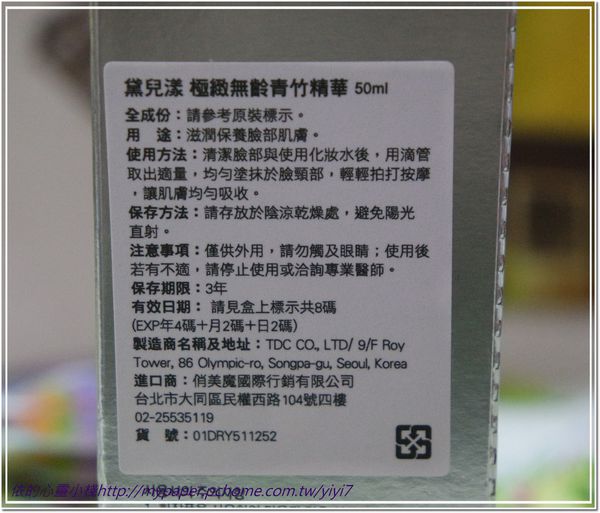 黛兒漾 極緻無齡青竹精華 50ml
全成份：請參考原裝標示。
用　途：滋潤保養臉部肌膚。
使用方法：清潔臉部與使用化妝水後，用滴管
取出適量，均勻塗抹於臉頸部，輕輕拍打按摩
，讓肌膚均勻吸收。
保存方法：請存放於陰涼乾燥處，避免陽光
直射。
注意事項：僅供外用，請勿觸及眼睛；使用後
若有不適，請停止使用或洽詢專業醫師。
保存期限：3年
有效日期： 請見盒上標示共8碼
(EXP年4碼＋月2碼＋日2碼)
製造商名稱及地址：TDC CO., LTD/ 9/F Roy
Tower, 86 Olympic-ro, Songpa-gu, Seoul, Korea
進口商：俏美魔國際行銷有限公司
台北市大同區民權西路104號四樓
02-25535119
貨　號：01DRY511252
依的心靈小棧http://mypaper.pchome.com.tw/yiyi7